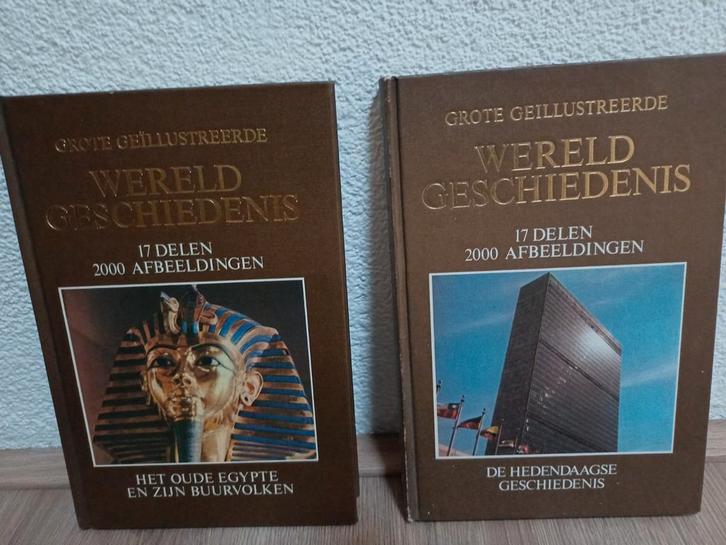 GROTE GEÏLLUSTREERDE
WERELD
GESCHIEDENIS
17 DELEN
2000 AFBEELDINGEN
HET OUDE EGYPTE
EN ZIJN BUURVOLKEN
GROTE GEILLUSTREERDE
WERELD
GESCHIEDENIS
17 DELEN
2000 AFBEELDINGEN
DE HEDENDAAGSE
GESCHIEDENIS